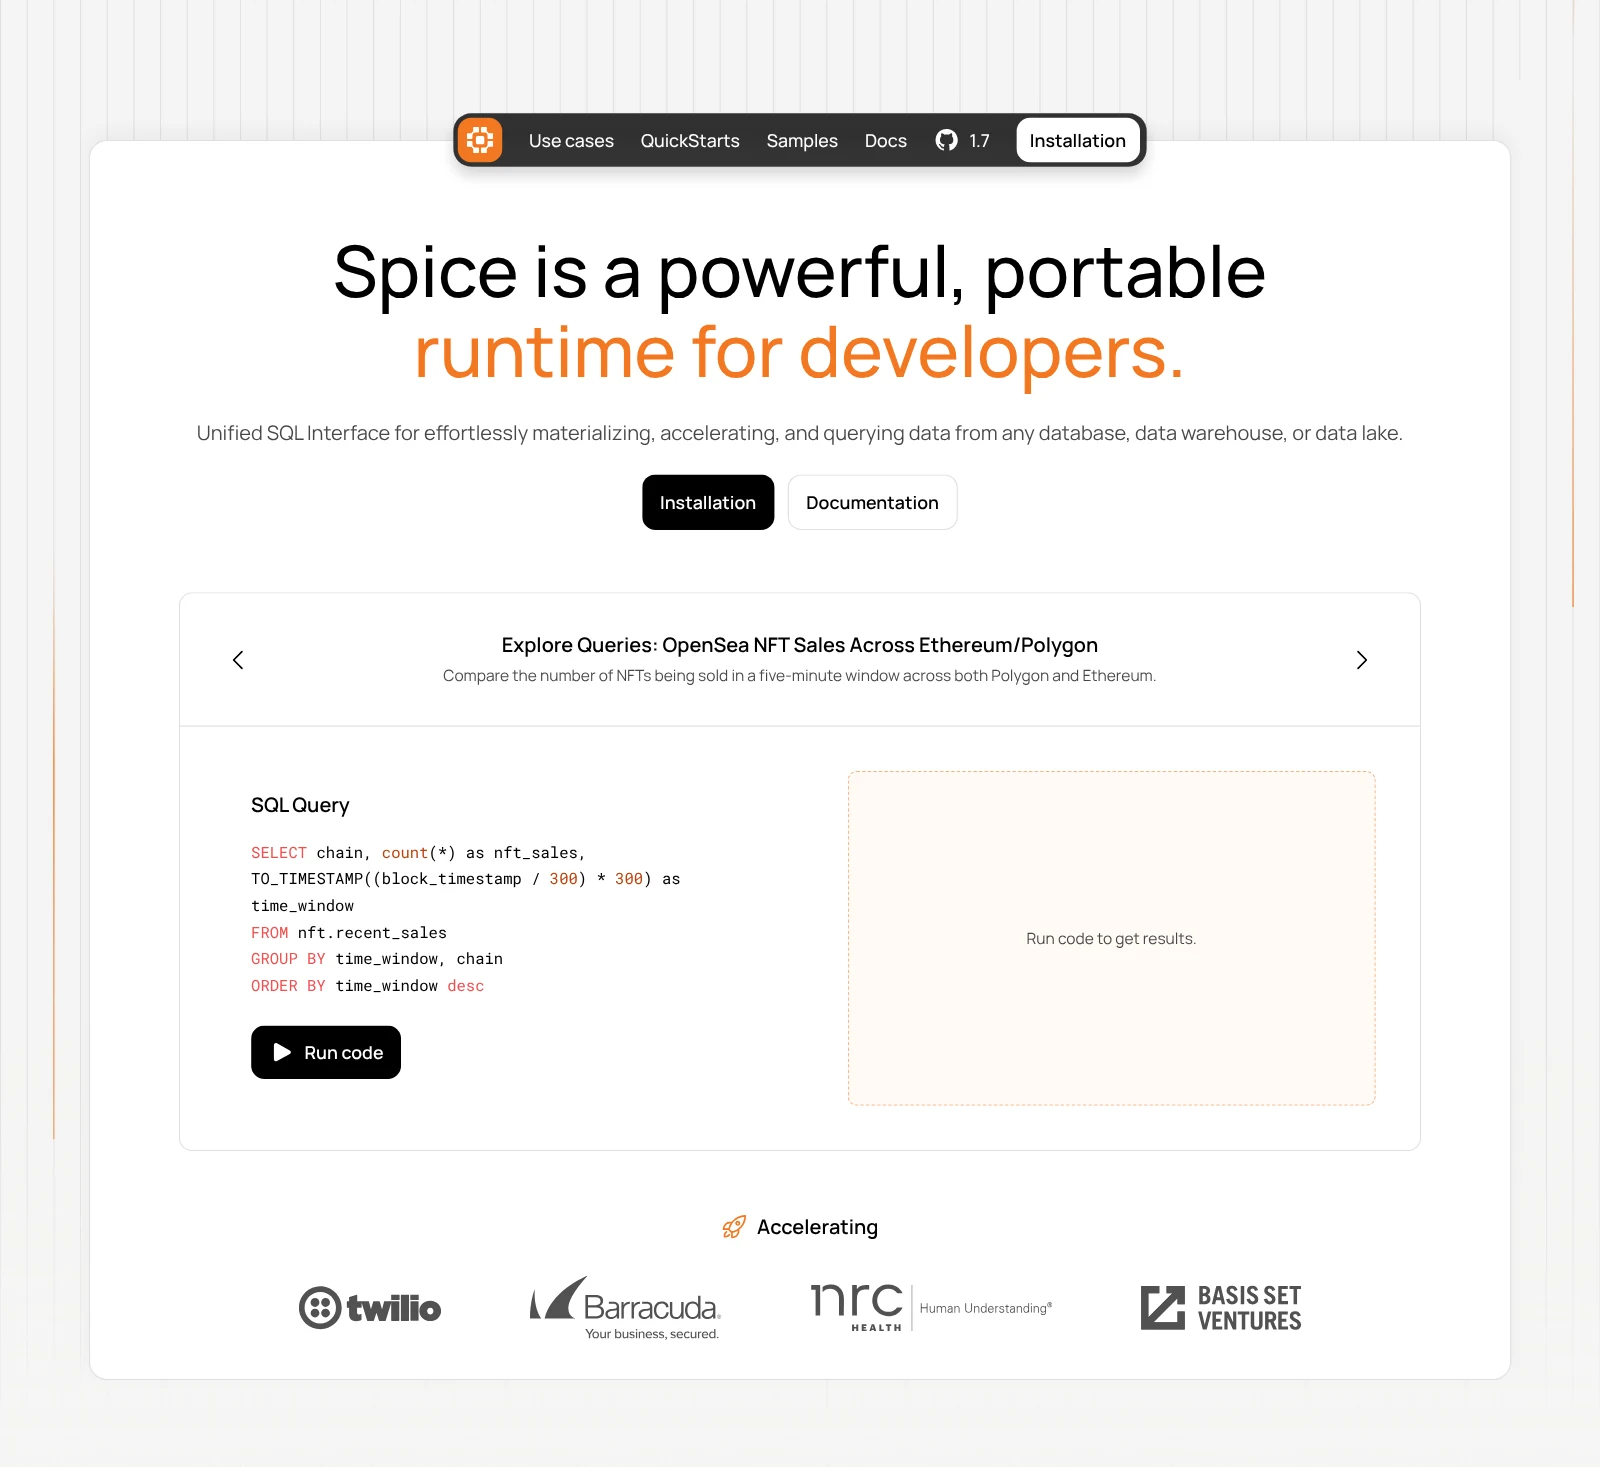 Use cases QuickStarts Samples Docs 1.7 Installation
Spice is a powerful, portable
runtime for developers.
Unified SQL Interface for effortlessly materializing, accelerating, and querying data from any database, data warehouse, or data lake.
Installation Documentation
Explore Queries: OpenSea NFT Sales Across Ethereum/Polygon
Compare the number of NFTs being sold in a five-minute window across both Polygon and Ethereum.
SQL Query
SELECT chain, count(*) as nft_sales,
TO_TIMESTAMP((block_timestamp / 300) * 300) as
time_window
FROM nft.recent_sales
GROUP BY time_window, chain
ORDER BY time_window desc
Run code
Run code to get results.
Accelerating
twilio
Barracuda®
Your business, secured.
nrc
HEALTH
Human Understanding®
BASIS SET
VENTURES